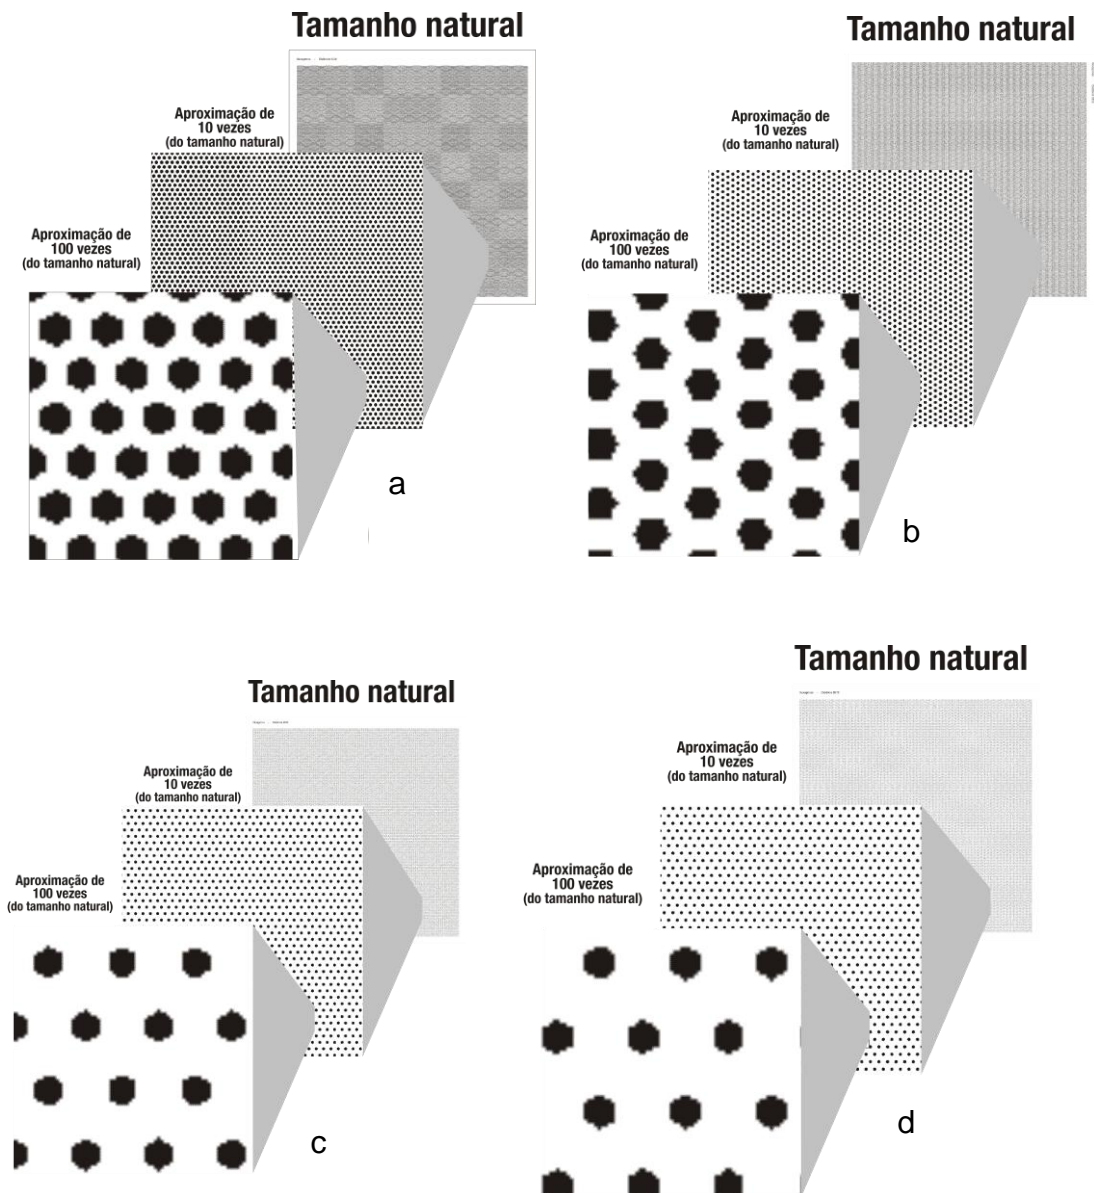 Tamanho natural
Aproximação de
10 vezes
(do tamanho natural)
Aproximação de
100 vezes
(do tamanho natural)
a
Tamanho natural
Aproximação de
10 vezes
(do tamanho natural)
Aproximação de
100 vezes
(do tamanho natural)
b
Tamanho natural
Aproximação de
10 vezes
(do tamanho natural)
Aproximação de
100 vezes
(do tamanho natural)
c
Tamanho natural
Aproximação de
10 vezes
(do tamanho natural)
Aproximação de
100 vezes
(do tamanho natural)
d